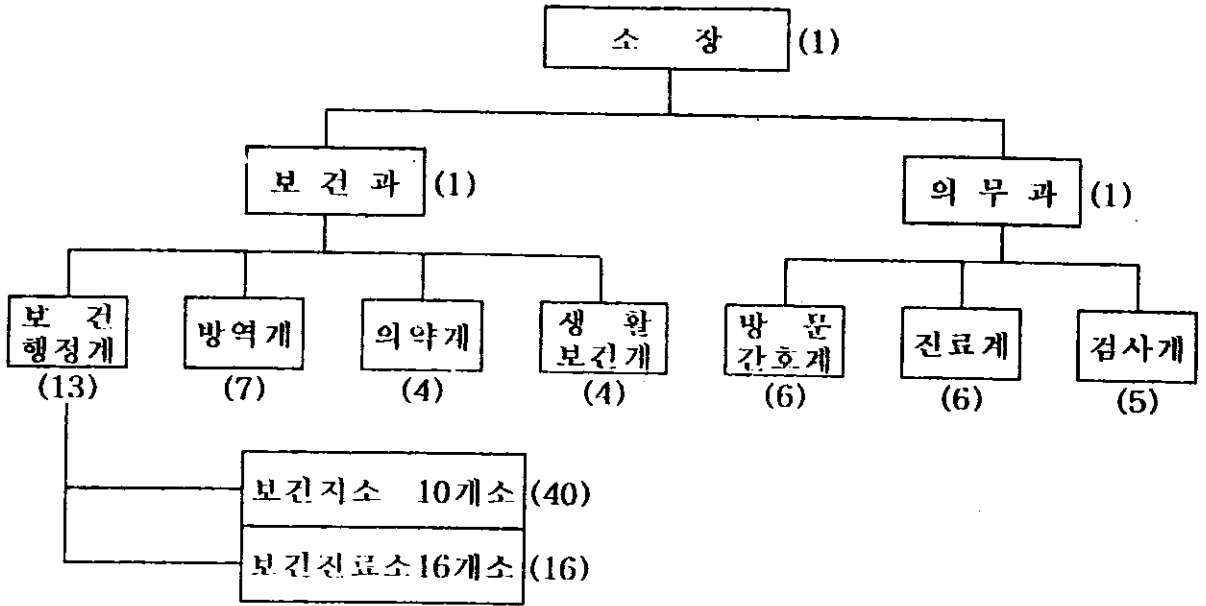 소 장 (1)
보 건 과 (1)
의 무 과 (1)
보 건
행정계
(13)
방역계
(7)
의약계
(4)
생 활
보건계
(4)
방 문
간호계
(6)
진료계
(6)
검사계
(5)
보건지소 10개소 (40)
보건진료소 16개소 (16)